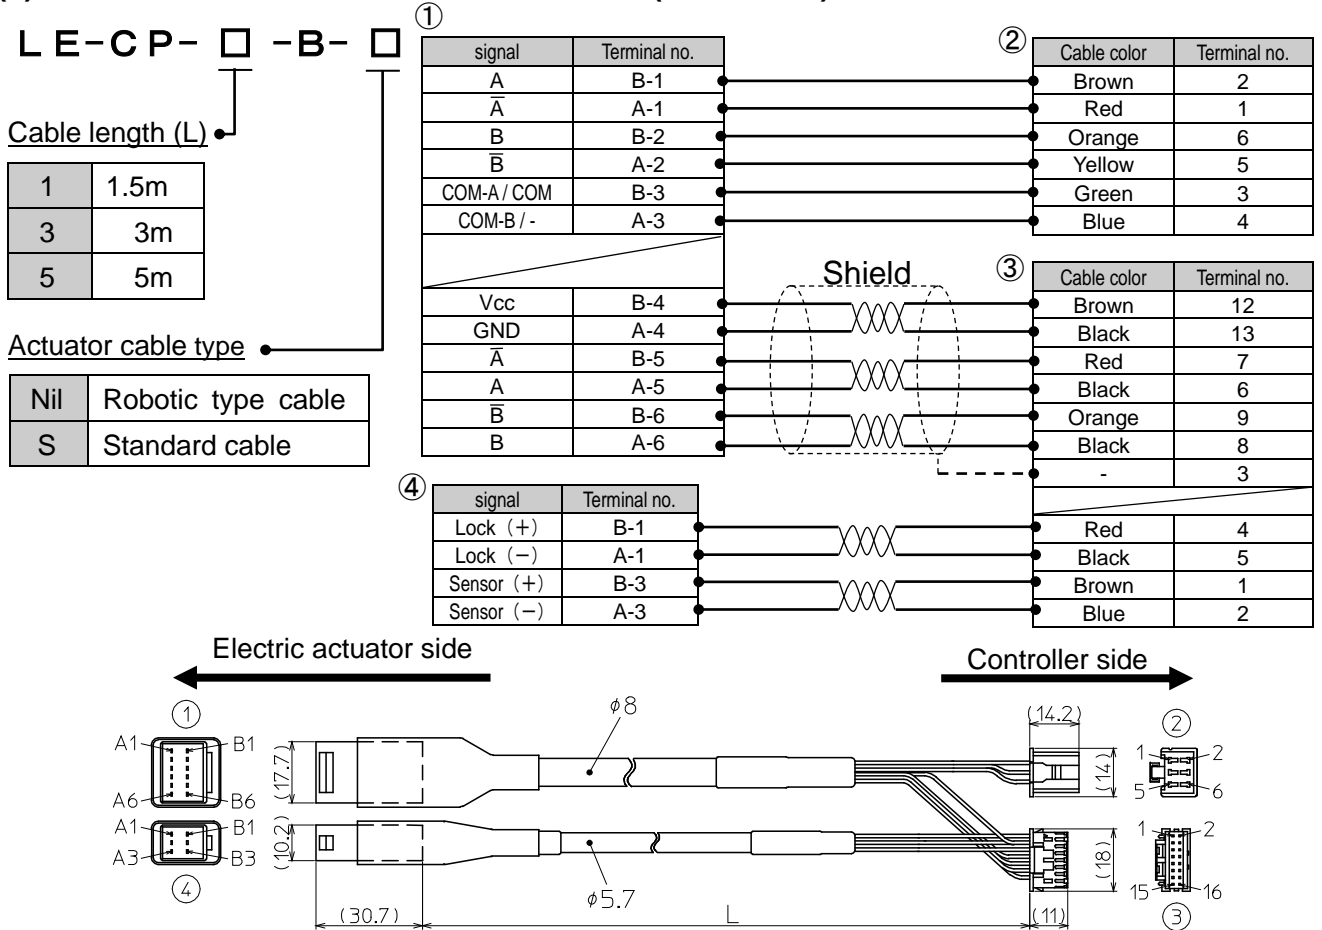 LE-CP-□-B-□
Cable length (L)
1 1.5m
3 3m
5 5m
Actuator cable type
Nil Robotic type cable
S Standard cable
①
signal Terminal no.
A B-1
A̅ A-1
B B-2
B̅ A-2
COM-A / COM B-3
COM-B / - A-3
Vcc B-4
GND A-4
A̅ B-5
A A-5
B̅ B-6
B A-6
Shield
②
Cable color Terminal no.
Brown 2
Red 1
Orange 6
Yellow 5
Green 3
Blue 4
③
Cable color Terminal no.
Brown 12
Black 13
Red 7
Black 6
Orange 9
Black 8
- 3
Red 4
Black 5
Brown 1
Blue 2
④
signal Terminal no.
Lock (+) B-1
Lock (−) A-1
Sensor (+) B-3
Sensor (−) A-3
Electric actuator side
Controller side
①
A1 B1
A6 B6
A1 B1
A3 B3
④
(17.7)
(10.2)
(30.7)
ø8
ø5.7
L
(14.2)
(14)
(18)
(11)
②
1 2
5 6
1 2
15 16
③